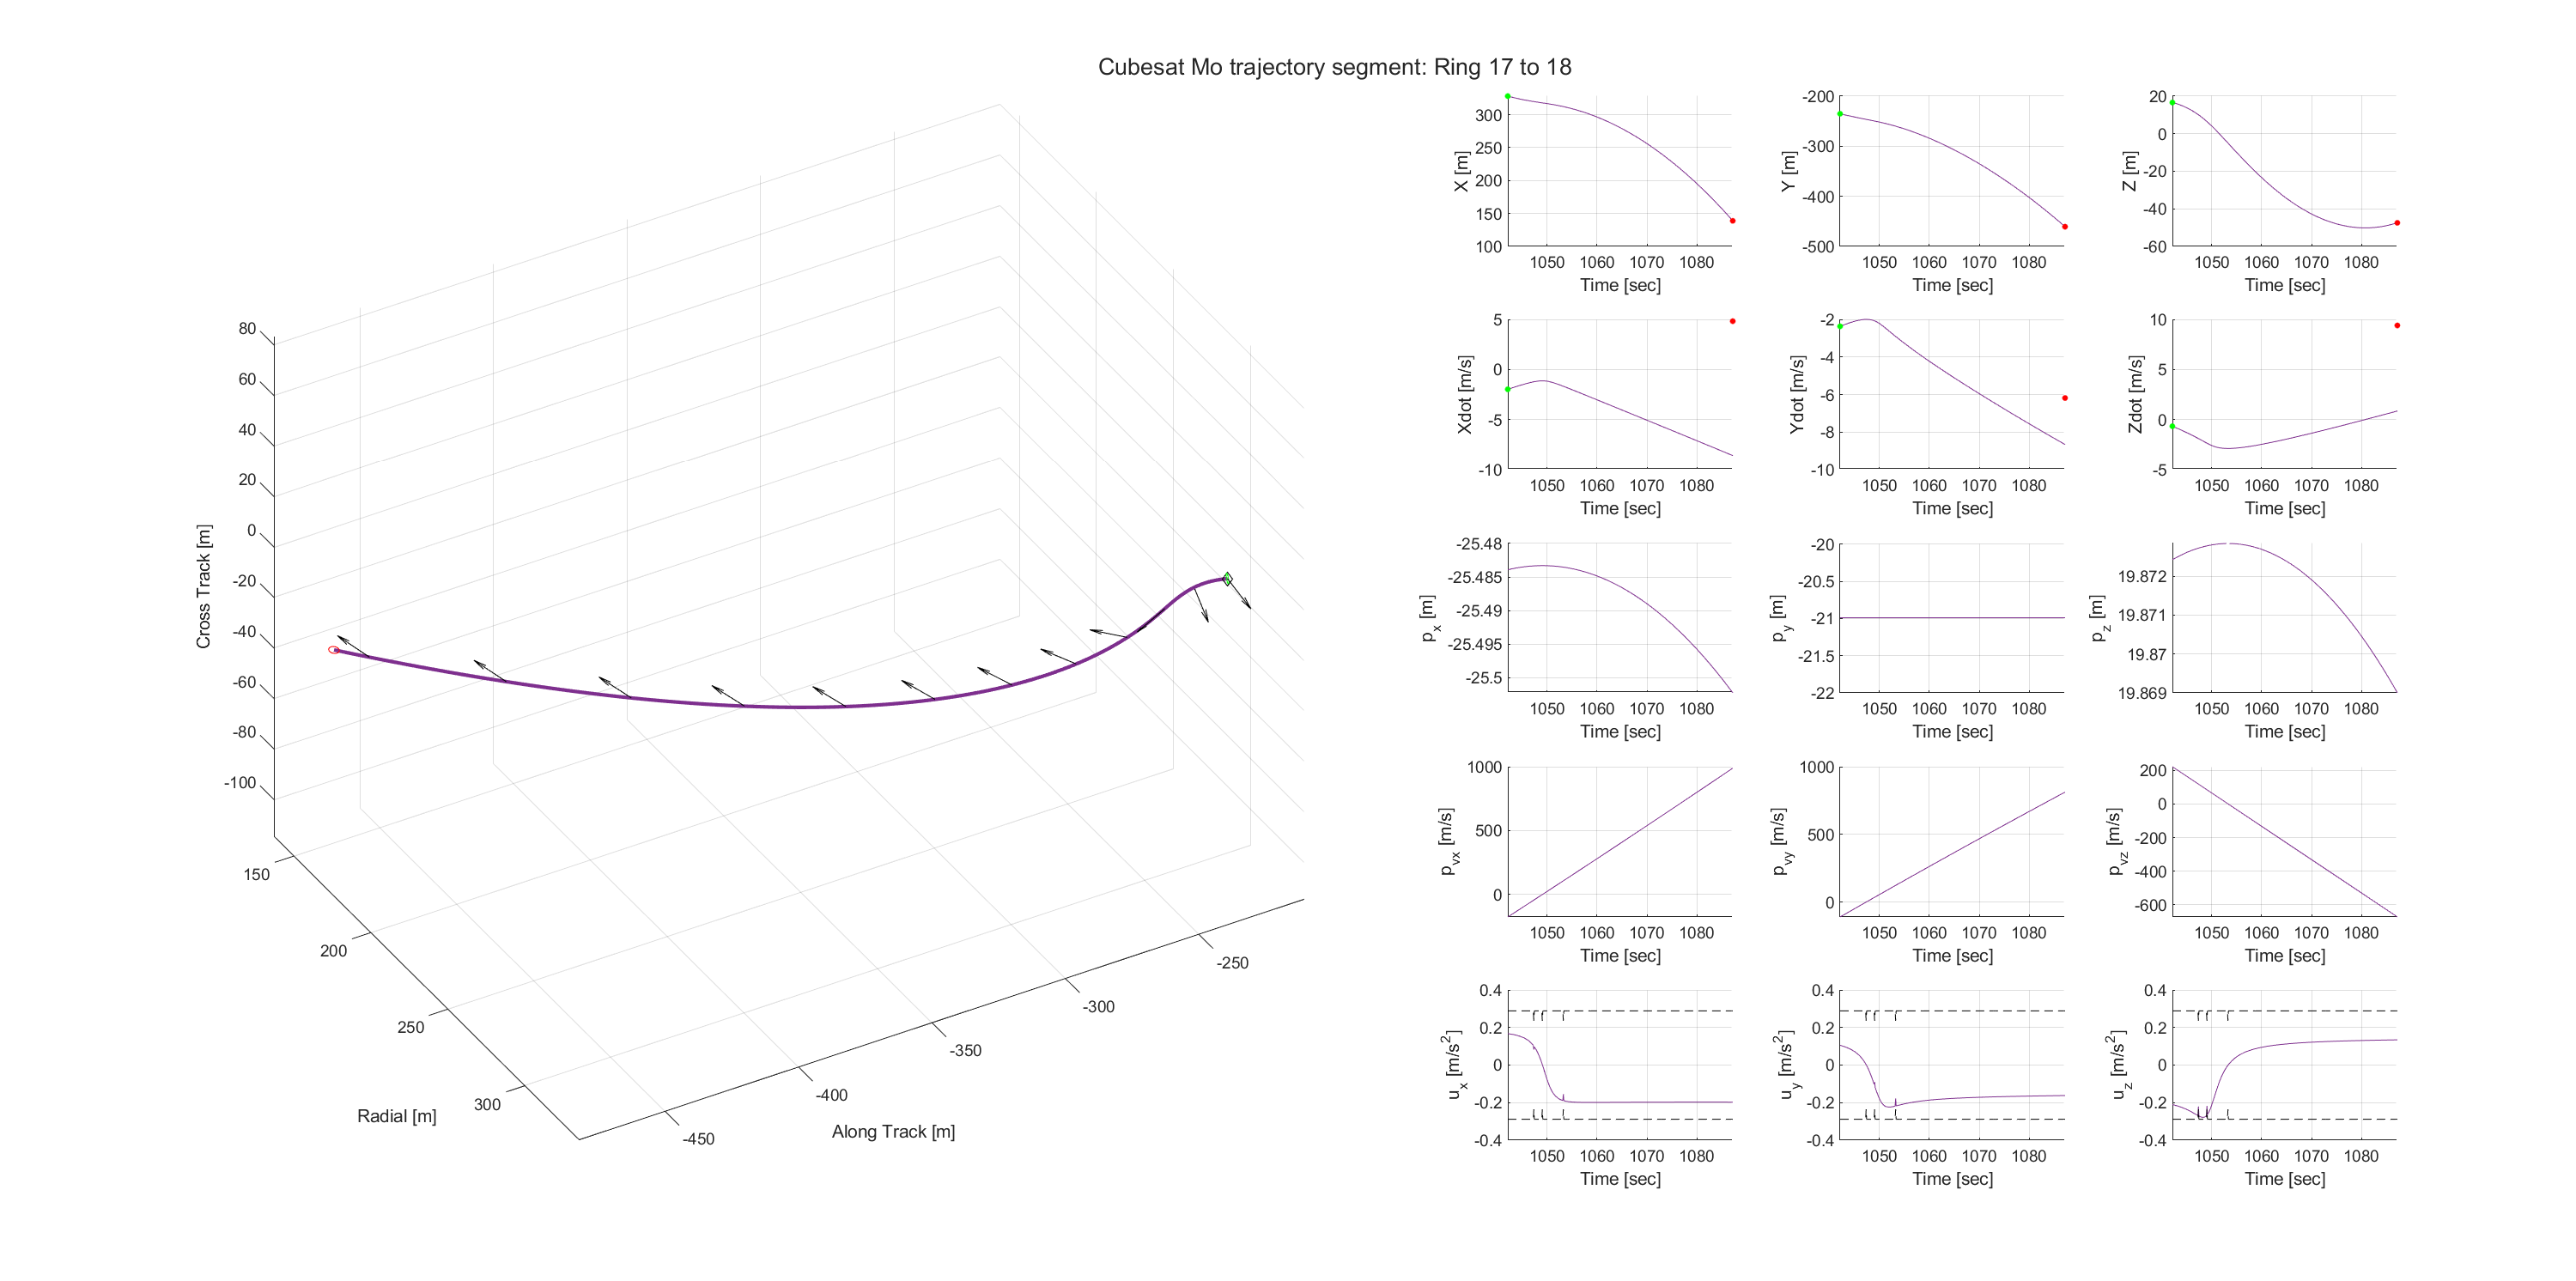 Cubesat Mo trajectory segment: Ring 17 to 18
80
60
40
20
0
-20
-40
-60
-80
-100
Cross Track [m]
150
200
250
300
Radial [m]
-450
-400
-350
-300
-250
Along Track [m]
300
250
200
150
100
X [m]
1050 1060 1070 1080
Time [sec]
-200
-300
-400
-500
Y [m]
1050 1060 1070 1080
Time [sec]
20
0
-20
-40
-60
Z [m]
1050 1060 1070 1080
Time [sec]
5
0
-5
-10
Xdot [m/s]
1050 1060 1070 1080
Time [sec]
-2
-4
-6
-8
-10
Ydot [m/s]
1050 1060 1070 1080
Time [sec]
10
5
0
-5
Zdot [m/s]
1050 1060 1070 1080
Time [sec]
-25.48
-25.485
-25.49
-25.495
-25.5
p_x [m]
1050 1060 1070 1080
Time [sec]
-20
-20.5
-21
-21.5
-22
p_y [m]
1050 1060 1070 1080
Time [sec]
19.872
19.871
19.87
19.869
p_z [m]
1050 1060 1070 1080
Time [sec]
1000
500
0
p_vx [m/s]
1050 1060 1070 1080
Time [sec]
1000
500
0
p_vy [m/s]
1050 1060 1070 1080
Time [sec]
200
0
-200
-400
-600
p_vz [m/s]
1050 1060 1070 1080
Time [sec]
0.4
0.2
0
-0.2
-0.4
u_x [m/s²]
1050 1060 1070 1080
Time [sec]
0.4
0.2
0
-0.2
-0.4
u_y [m/s²]
1050 1060 1070 1080
Time [sec]
0.4
0.2
0
-0.2
-0.4
u_z [m/s²]
1050 1060 1070 1080
Time [sec]